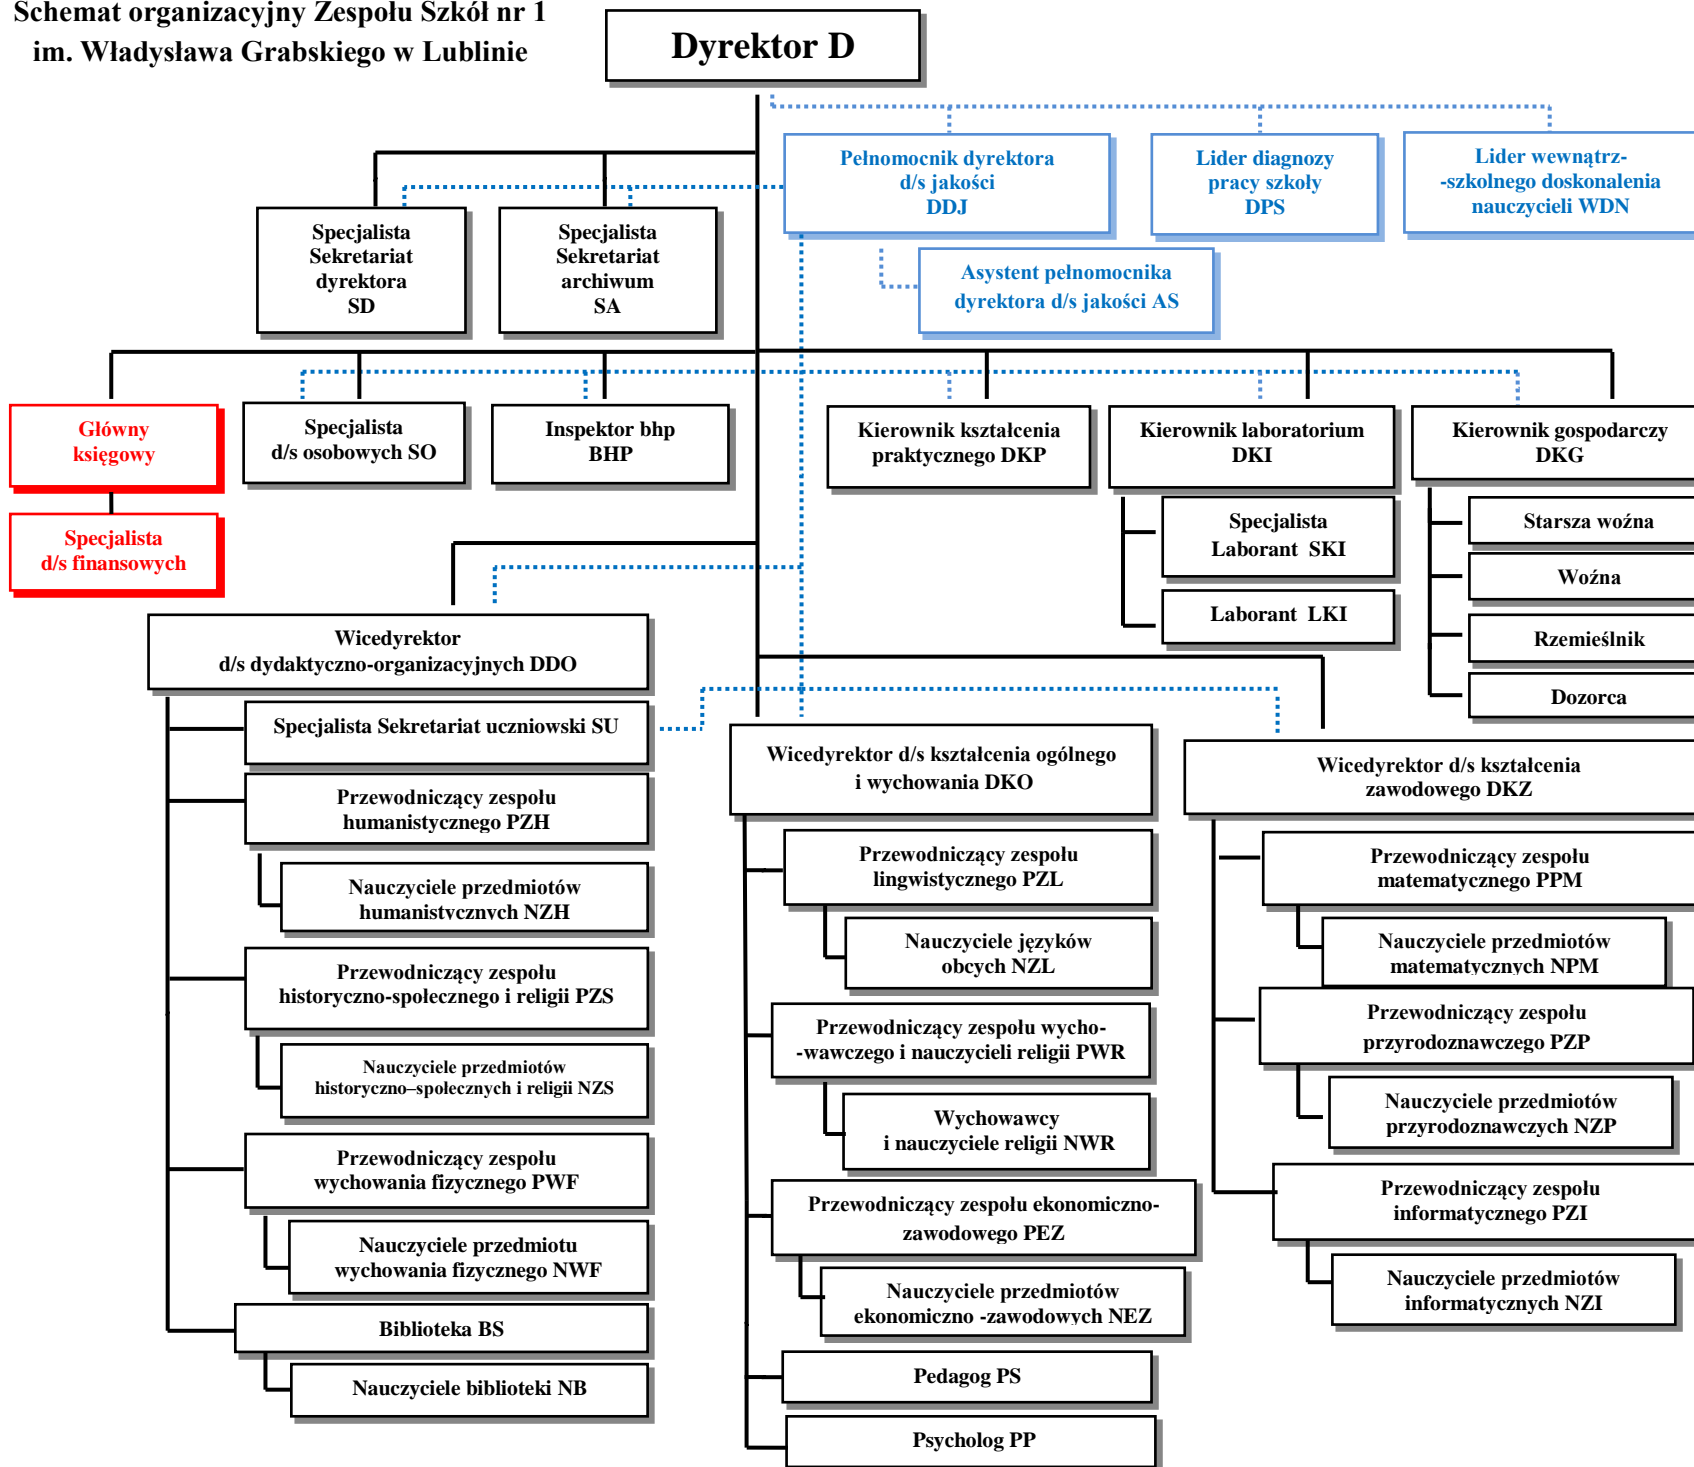 Schemat organizacyjny Zespołu Szkół nr 1
im. Władysława Grabskiego w Lublinie
Dyrektor D
Pełnomocnik dyrektora
d/s jakości
DDJ
Lider diagnozy
pracy szkoły
DPS
Lider wewnątrz-
-szkolnego doskonalenia
nauczycieli WDN
Specjalista
Sekretariat
dyrektora
SD
Specjalista
Sekretariat
archiwum
SA
Asystent pełnomocnika
dyrektora d/s jakości AS
Główny
księgowy
Specjalista
d/s osobowych SO
Inspektor bhp
BHP
Kierownik kształcenia
praktycznego DKP
Kierownik laboratorium
DKI
Kierownik gospodarczy
DKG
Specjalista
d/s finansowych
Specjalista
Laborant SKI
Laborant LKI
Starsza woźna
Woźna
Rzemieślnik
Dozorca
Wicedyrektor
d/s dydaktyczno-organizacyjnych DDO
Specjalista Sekretariat uczniowski SU
Przewodniczący zespołu
humanistycznego PZH
Nauczyciele przedmiotów
humanistycznych NZH
Przewodniczący zespołu
historyczno-społecznego i religii PZS
Nauczyciele przedmiotów
historyczno–społecznych i religii NZS
Przewodniczący zespołu
wychowania fizycznego PWF
Nauczyciele przedmiotu
wychowania fizycznego NWF
Biblioteka BS
Nauczyciele biblioteki NB
Wicedyrektor d/s kształcenia ogólnego
i wychowania DKO
Przewodniczący zespołu
lingwistycznego PZL
Nauczyciele języków
obcych NZL
Przewodniczący zespołu wycho-
-wawczego i nauczycieli religii PWR
Wychowawcy
i nauczyciele religii NWR
Przewodniczący zespołu ekonomiczno-
zawodowego PEZ
Nauczyciele przedmiotów
ekonomiczno -zawodowych NEZ
Pedagog PS
Psycholog PP
Wicedyrektor d/s kształcenia
zawodowego DKZ
Przewodniczący zespołu
matematycznego PPM
Nauczyciele przedmiotów
matematycznych NPM
Przewodniczący zespołu
przyrodoznawczego PZP
Nauczyciele przedmiotów
przyrodoznawczych NZP
Przewodniczący zespołu
informatycznego PZI
Nauczyciele przedmiotów
informatycznych NZI